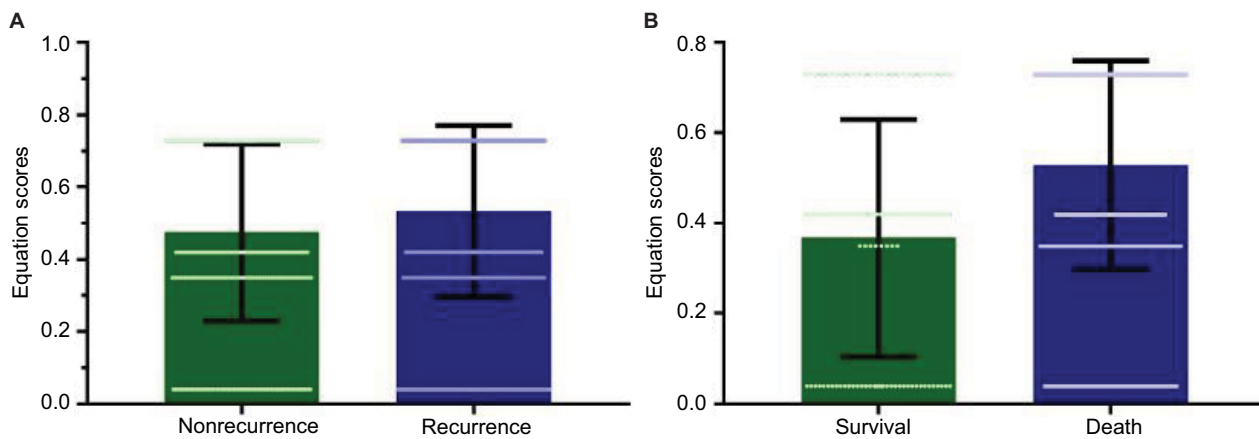 A
Equation scores
1.0
0.8
0.6
0.4
0.2
0.0
Nonrecurrence
Recurrence
B
Equation scores
0.8
0.6
0.4
0.2
0.0
Survival
Death